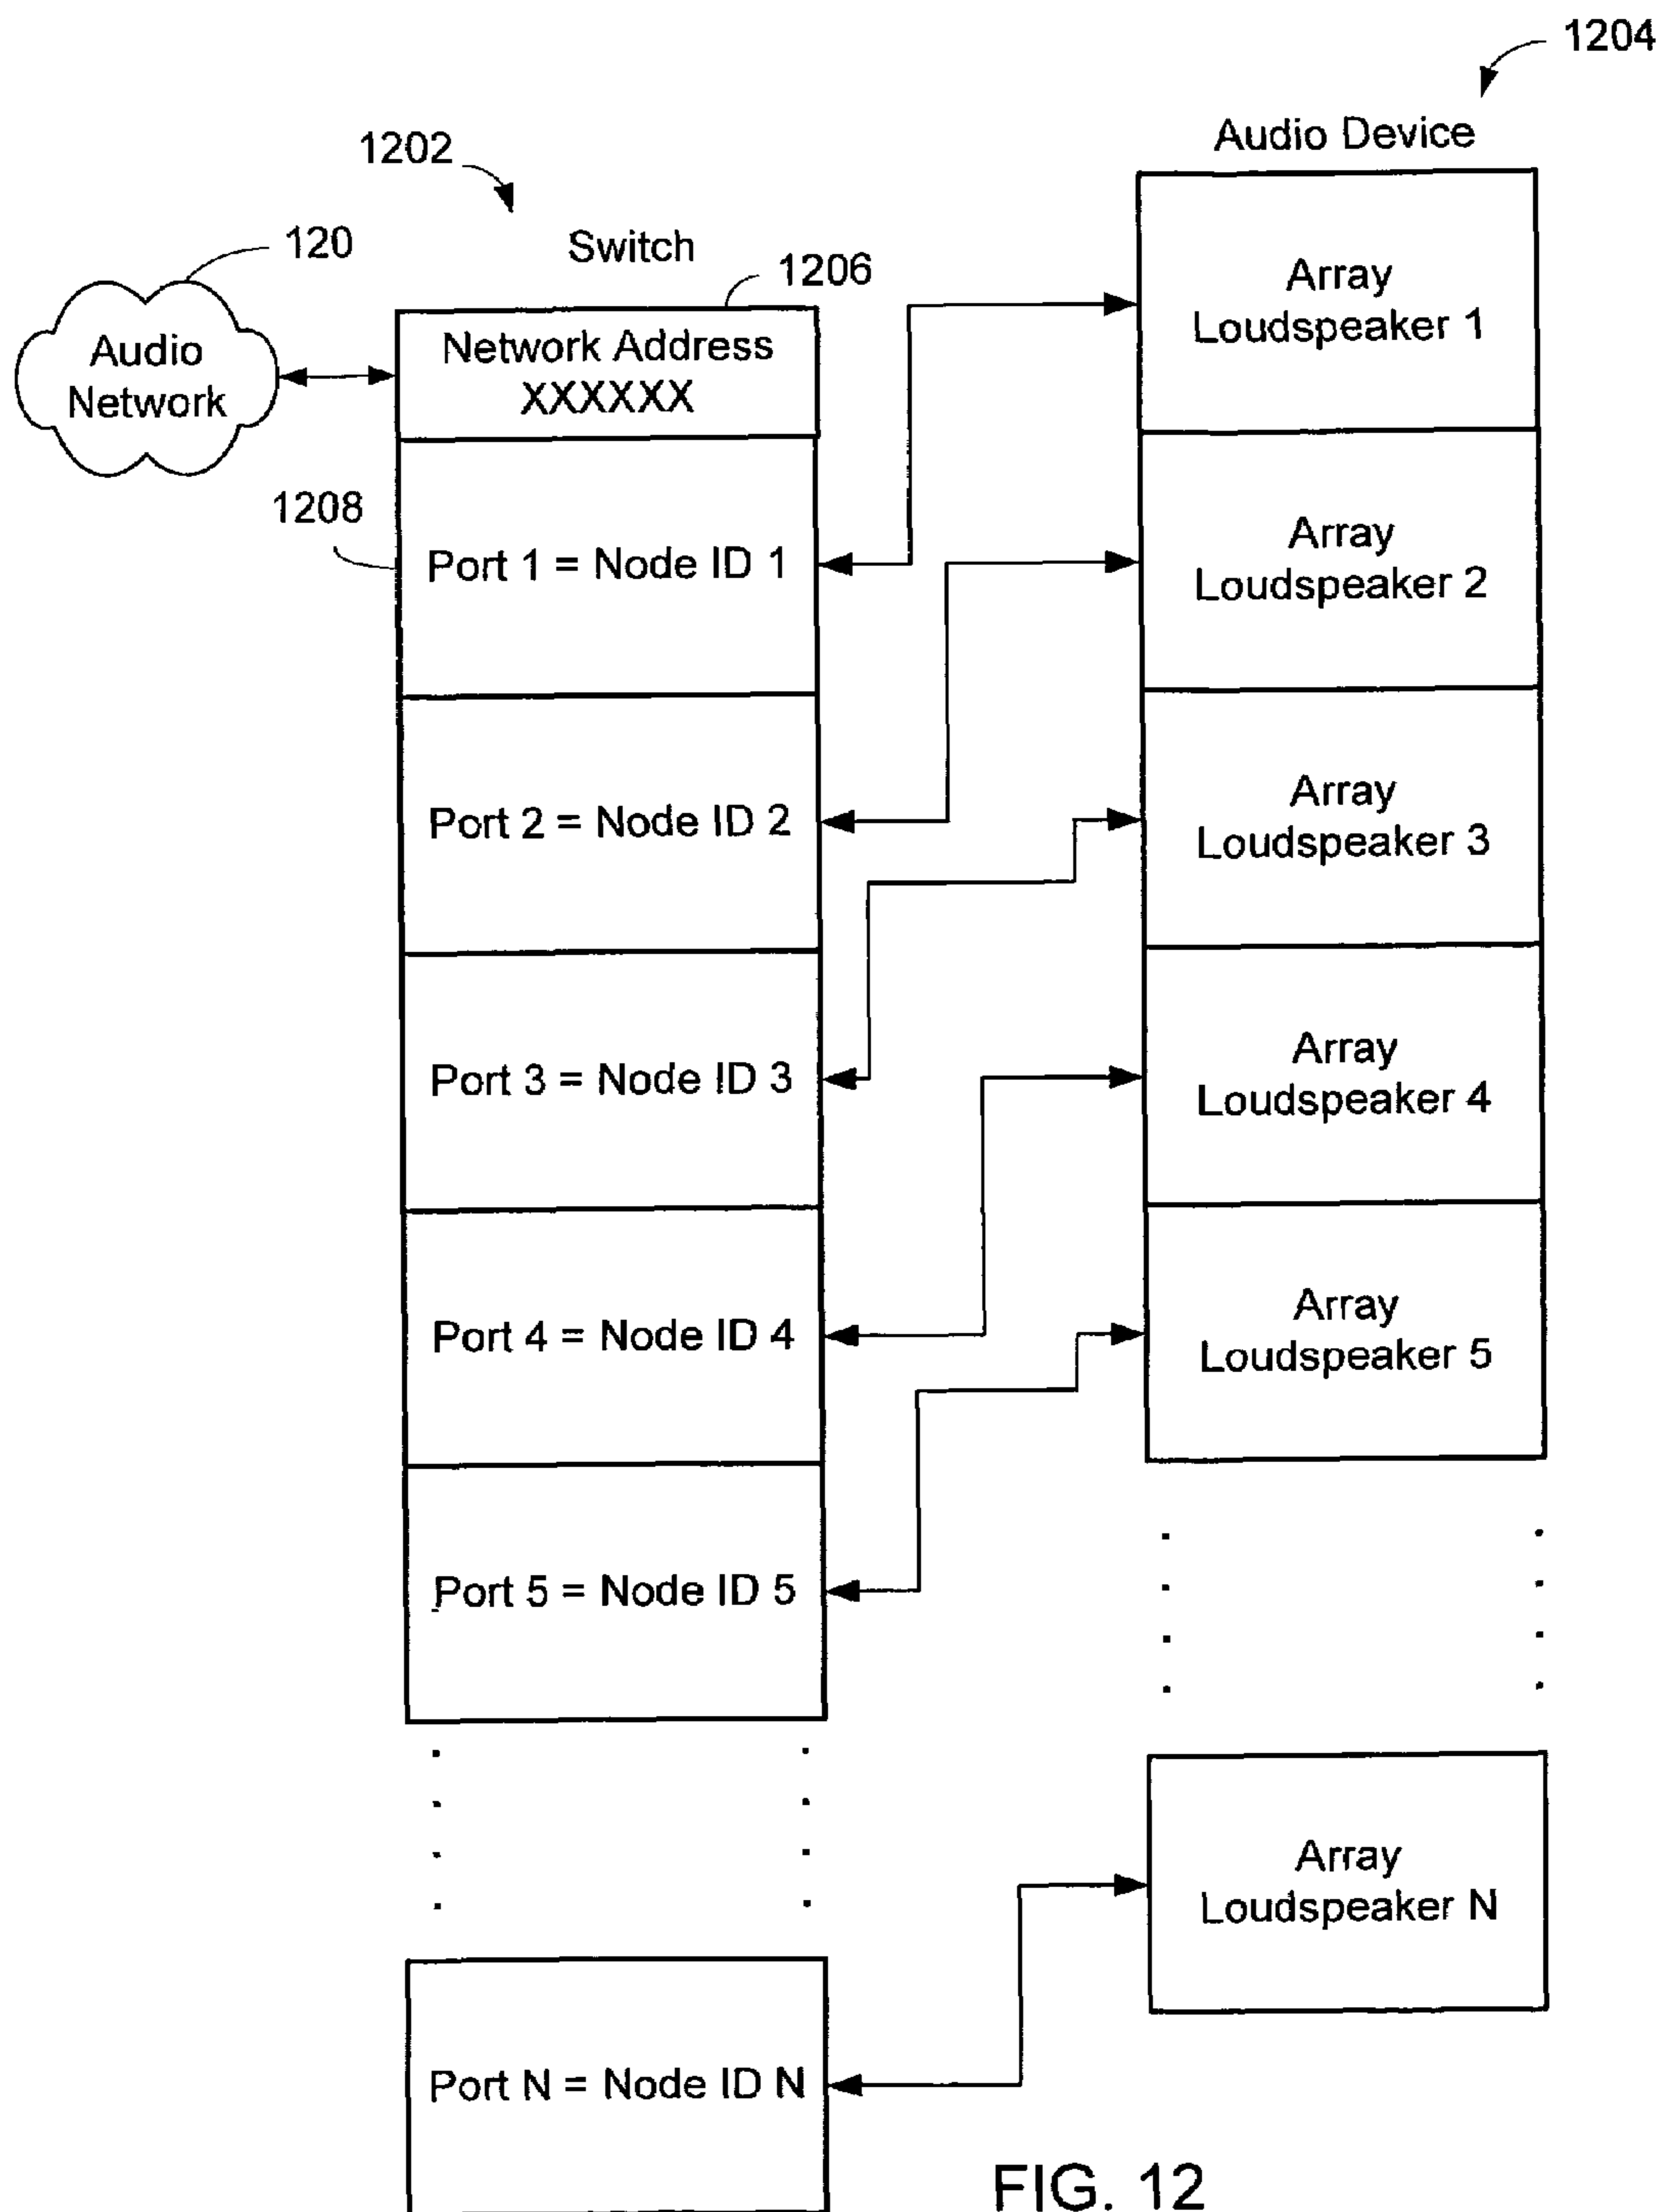 1204
Audio Device
1202
120
Switch
1206
Audio
Network
Network Address
XXXXXX
1208
Port 1 = Node ID 1
Port 2 = Node ID 2
Port 3 = Node ID 3
Port 4 = Node ID 4
Port 5 = Node ID 5
Port N = Node ID N
Array
Loudspeaker 1
Array
Loudspeaker 2
Array
Loudspeaker 3
Array
Loudspeaker 4
Array
Loudspeaker 5
Array
Loudspeaker N
FIG. 12